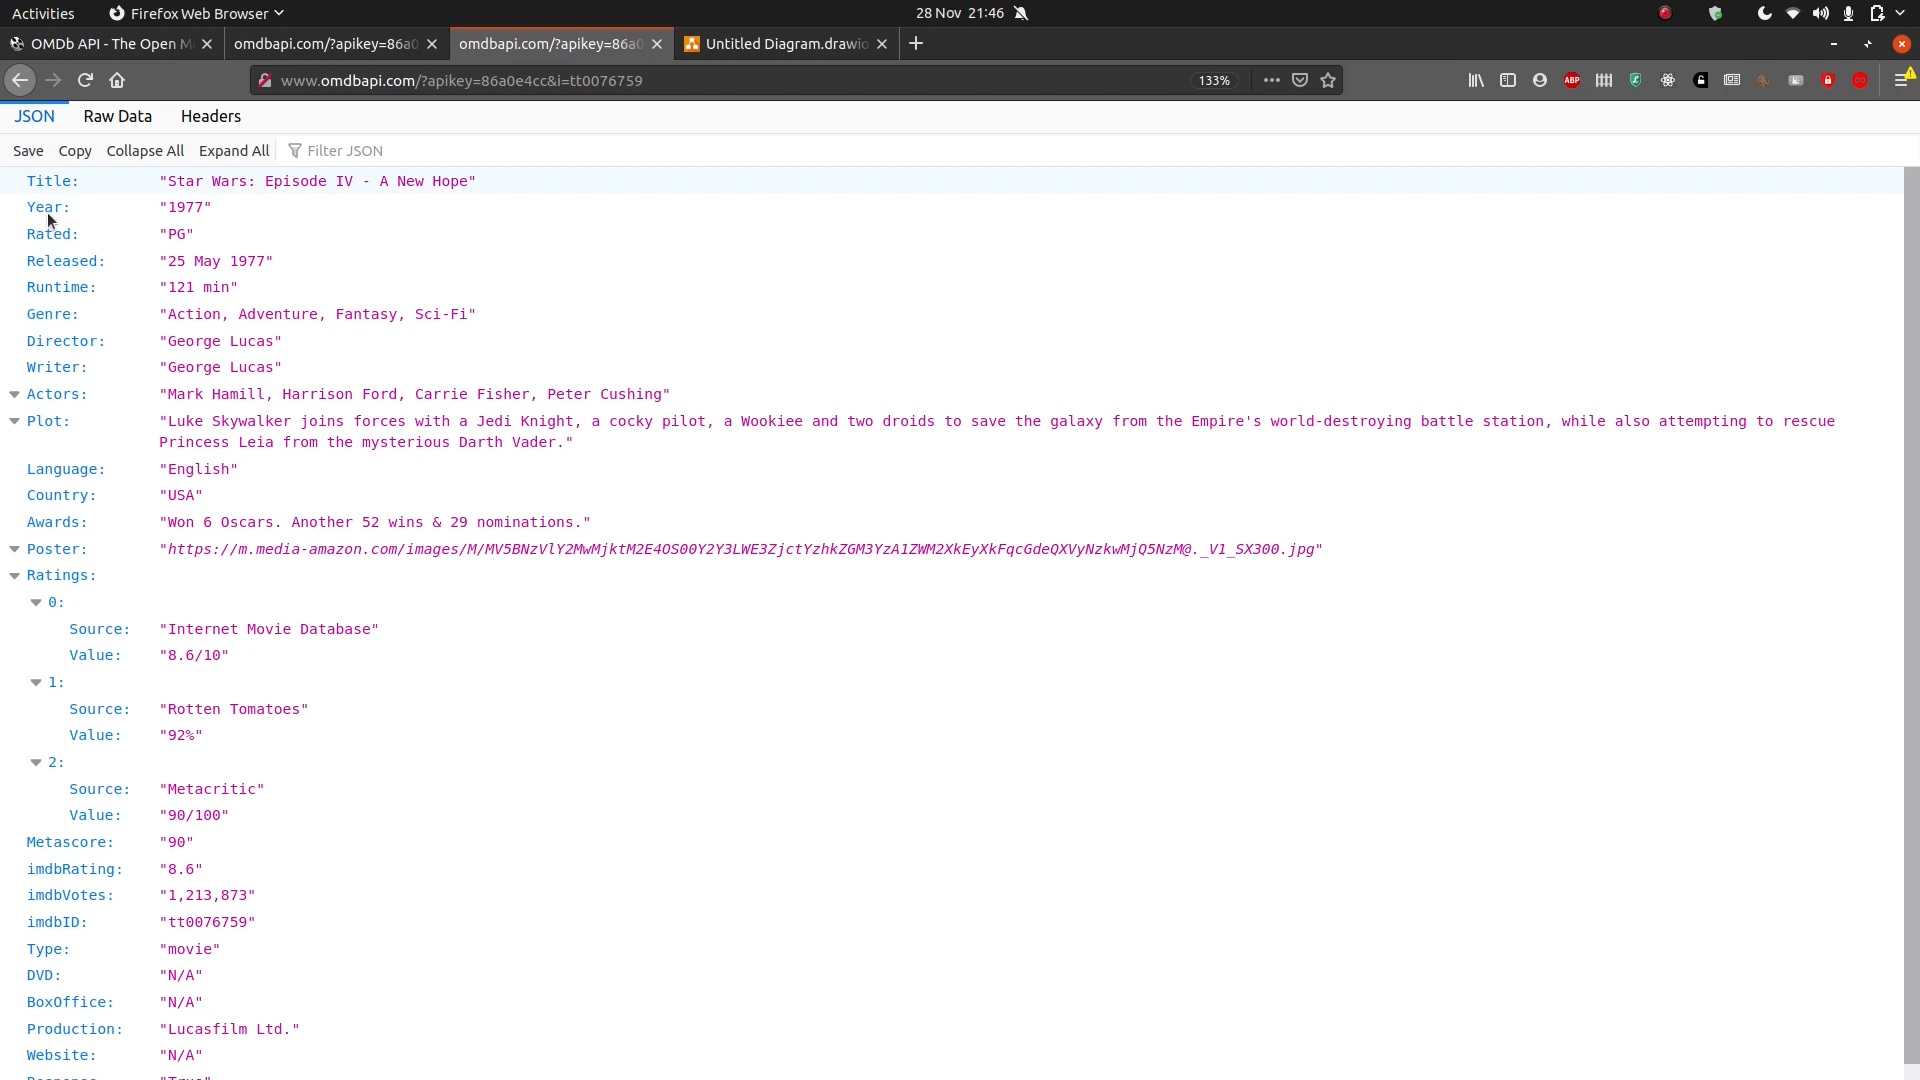 Activities Firefox Web Browser 28 Nov 21:46
OMDb API - The Open M omdbapi.com/?apikey=86a0 omdbapi.com/?apikey=86a0 Untitled Diagram.drawio
www.omdbapi.com/?apikey=86a0e4cc&i=tt0076759 133% ABP
JSON Raw Data Headers
Save Copy Collapse All Expand All Filter JSON
Title: "Star Wars: Episode IV - A New Hope"
Year: "1977"
Rated: "PG"
Released: "25 May 1977"
Runtime: "121 min"
Genre: "Action, Adventure, Fantasy, Sci-Fi"
Director: "George Lucas"
Writer: "George Lucas"
Actors: "Mark Hamill, Harrison Ford, Carrie Fisher, Peter Cushing"
Plot: "Luke Skywalker joins forces with a Jedi Knight, a cocky pilot, a Wookiee and two droids to save the galaxy from the Empire's world-destroying battle station, while also attempting to rescue
Princess Leia from the mysterious Darth Vader."
Language: "English"
Country: "USA"
Awards: "Won 6 Oscars. Another 52 wins & 29 nominations."
Poster: "https://m.media-amazon.com/images/M/MV5BNzVlY2MwMjktM2E4OS00Y2Y3LWE3ZjctYzhkZGM3YzA1ZWM2XkEyXkFqcGdeQXVyNzkwMjQ5NzM@._V1_SX300.jpg"
Ratings:
0:
Source: "Internet Movie Database"
Value: "8.6/10"
1:
Source: "Rotten Tomatoes"
Value: "92%"
2:
Source: "Metacritic"
Value: "90/100"
Metascore: "90"
imdbRating: "8.6"
imdbVotes: "1,213,873"
imdbID: "tt0076759"
Type: "movie"
DVD: "N/A"
BoxOffice: "N/A"
Production: "Lucasfilm Ltd."
Website: "N/A"
Response: "True"